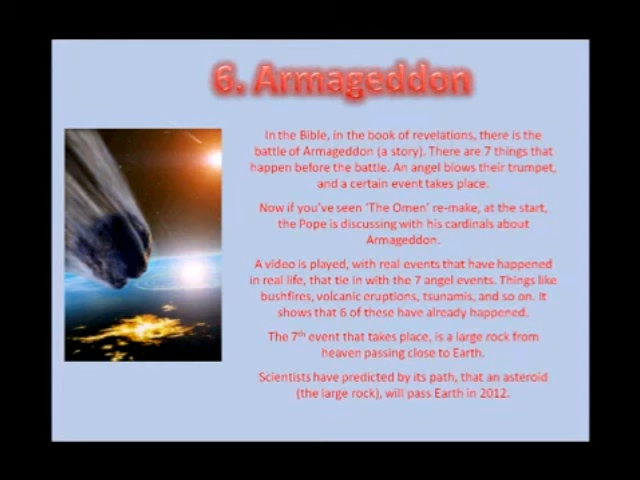 6. Armageddon
In the Bible, in the book of revelations, there is the
battle of Armageddon (a story). There are 7 things that
happen before the battle. An angel blows their trumpet,
and a certain event takes place.
Now if you've seen 'The Omen' re-make, at the start,
the Pope is discussing with his cardinals about
Armageddon.
A video is played, with real events that have happened
in real life, that tie in with the 7 angel events. Things like
bushfires, volcanic eruptions, tsunamis, and so on. It
shows that 6 of these have already happened.
The 7th event that takes place, is a large rock from
heaven passing close to Earth.
Scientists have predicted by its path, that an asteroid
(the large rock), will pass Earth in 2012.